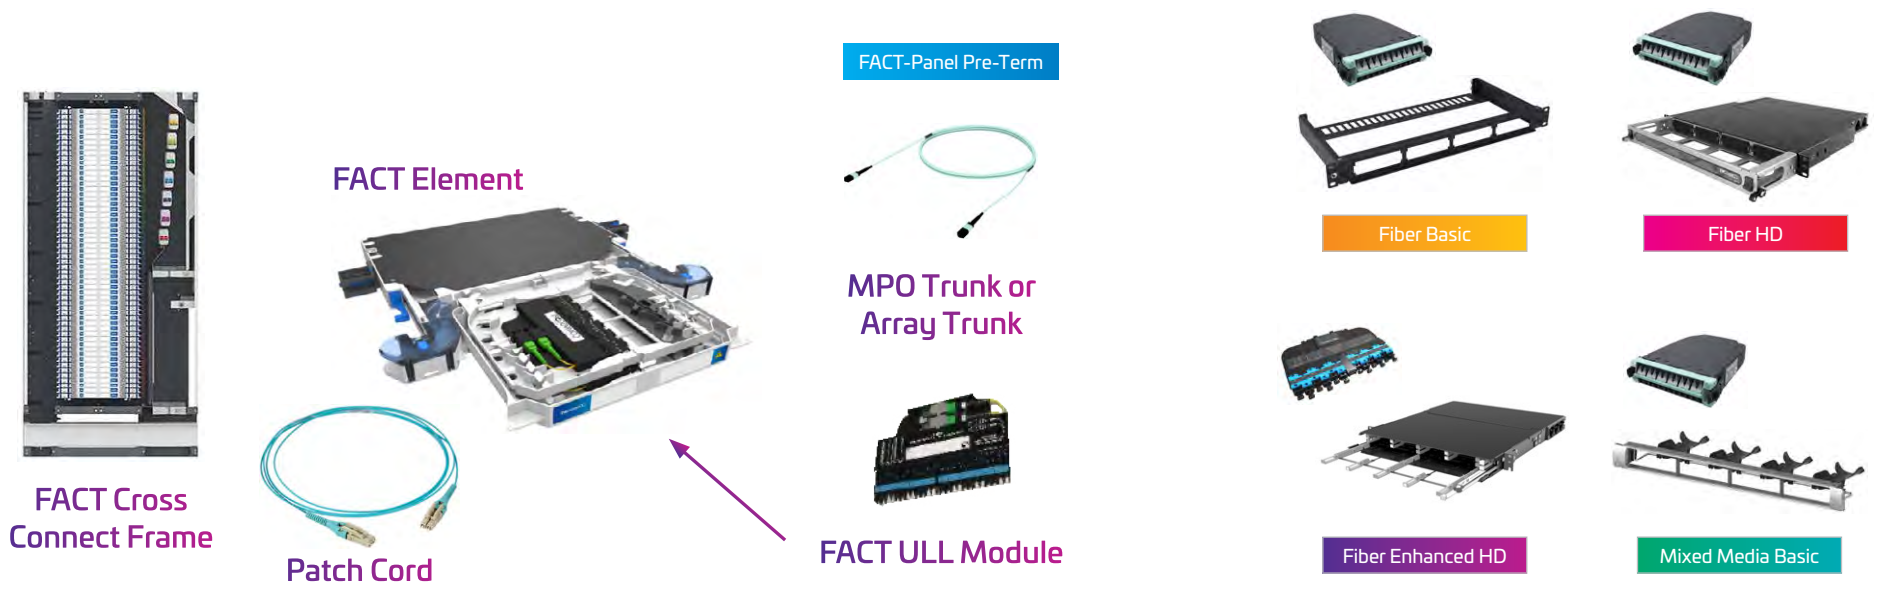 FACT-Panel Pre-Term
FACT Element
Fiber Basic
Fiber HD
MPO Trunk or
Array Trunk
FACT Cross
Connect Frame
Patch Cord
FACT ULL Module
Fiber Enhanced HD
Mixed Media Basic